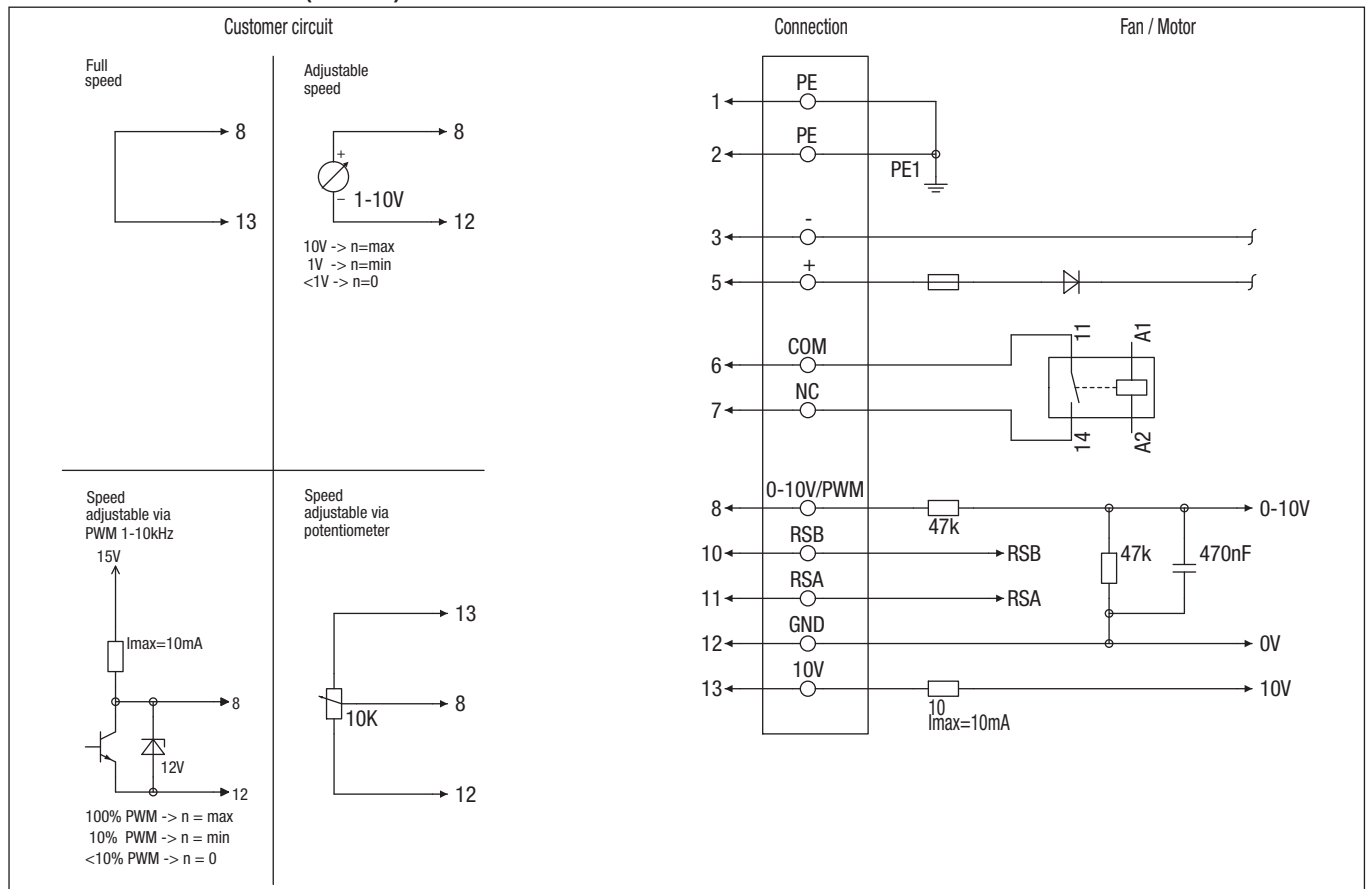 Customer circuit
Connection
Fan / Motor
Full
speed
8
13
Adjustable
speed
8
+
1-10V
−
12
10V -> n=max
1V -> n=min
<1V -> n=0
Speed
adjustable via
PWM 1-10kHz
15V
Imax=10mA
8
12V
12
100% PWM -> n = max
10% PWM -> n = min
<10% PWM -> n = 0
Speed
adjustable via
potentiometer
13
8
10K
12
1
PE
2
PE
PE1
3
-
5
+
6
COM
7
NC
11
A1
14
A2
8
0-10V/PWM
47k
0-10V
10
RSB
RSB
47k
470nF
11
RSA
RSA
12
GND
0V
13
10V
10
Imax=10mA
10V